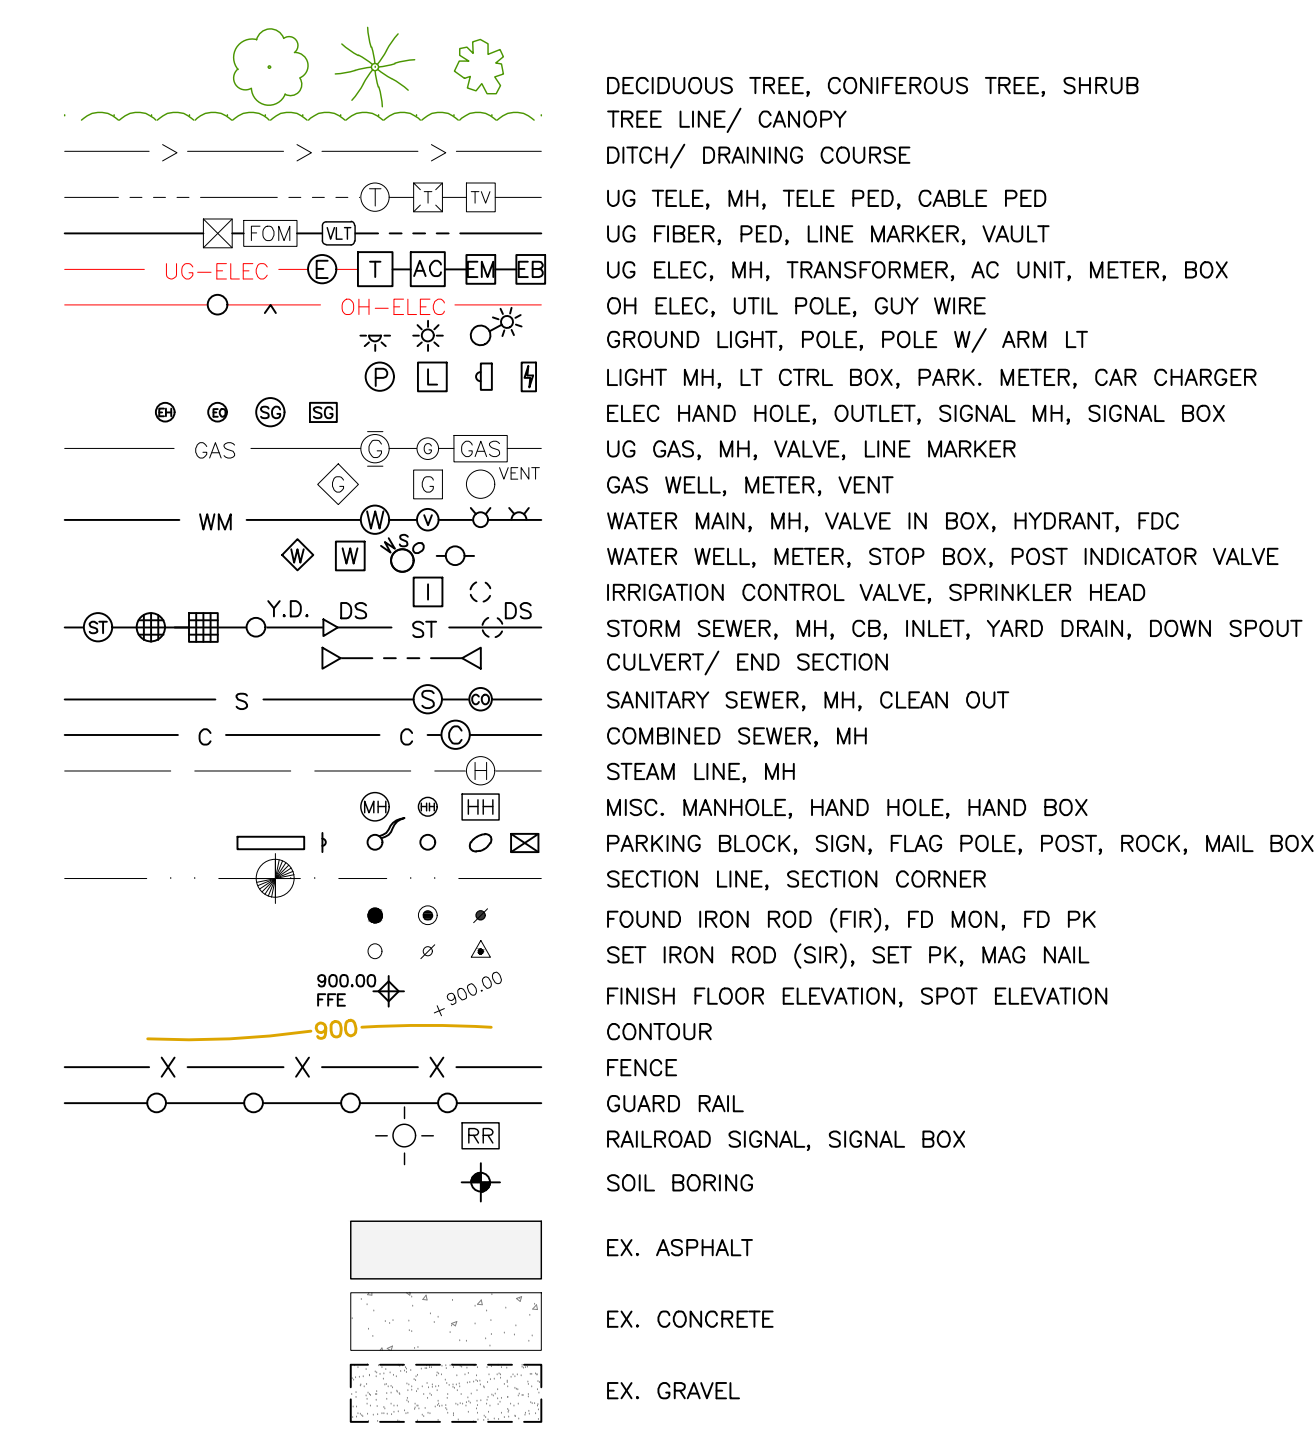 DECIDUOUS TREE, CONIFEROUS TREE, SHRUB
TREE LINE/ CANOPY
> > > DITCH/ DRAINING COURSE
T T TV UG TELE, MH, TELE PED, CABLE PED
FOM VLT UG FIBER, PED, LINE MARKER, VAULT
UG-ELEC E T AC EM EB UG ELEC, MH, TRANSFORMER, AC UNIT, METER, BOX
OH-ELEC OH ELEC, UTIL POLE, GUY WIRE
GROUND LIGHT, POLE, POLE W/ ARM LT
P L LIGHT MH, LT CTRL BOX, PARK. METER, CAR CHARGER
EH EO SG SG ELEC HAND HOLE, OUTLET, SIGNAL MH, SIGNAL BOX
GAS G G GAS UG GAS, MH, VALVE, LINE MARKER
G G VENT GAS WELL, METER, VENT
WM W V WATER MAIN, MH, VALVE IN BOX, HYDRANT, FDC
W W WSO WATER WELL, METER, STOP BOX, POST INDICATOR VALVE
I IRRIGATION CONTROL VALVE, SPRINKLER HEAD
ST Y.D. DS ST DS STORM SEWER, MH, CB, INLET, YARD DRAIN, DOWN SPOUT
CULVERT/ END SECTION
S S CO SANITARY SEWER, MH, CLEAN OUT
C C C COMBINED SEWER, MH
H STEAM LINE, MH
MH HH HH MISC. MANHOLE, HAND HOLE, HAND BOX
PARKING BLOCK, SIGN, FLAG POLE, POST, ROCK, MAIL BOX
SECTION LINE, SECTION CORNER
FOUND IRON ROD (FIR), FD MON, FD PK
SET IRON ROD (SIR), SET PK, MAG NAIL
900.00
FFE
+ 900.00
FINISH FLOOR ELEVATION, SPOT ELEVATION
900 CONTOUR
X X X FENCE
GUARD RAIL
RR RAILROAD SIGNAL, SIGNAL BOX
SOIL BORING
EX. ASPHALT
EX. CONCRETE
EX. GRAVEL